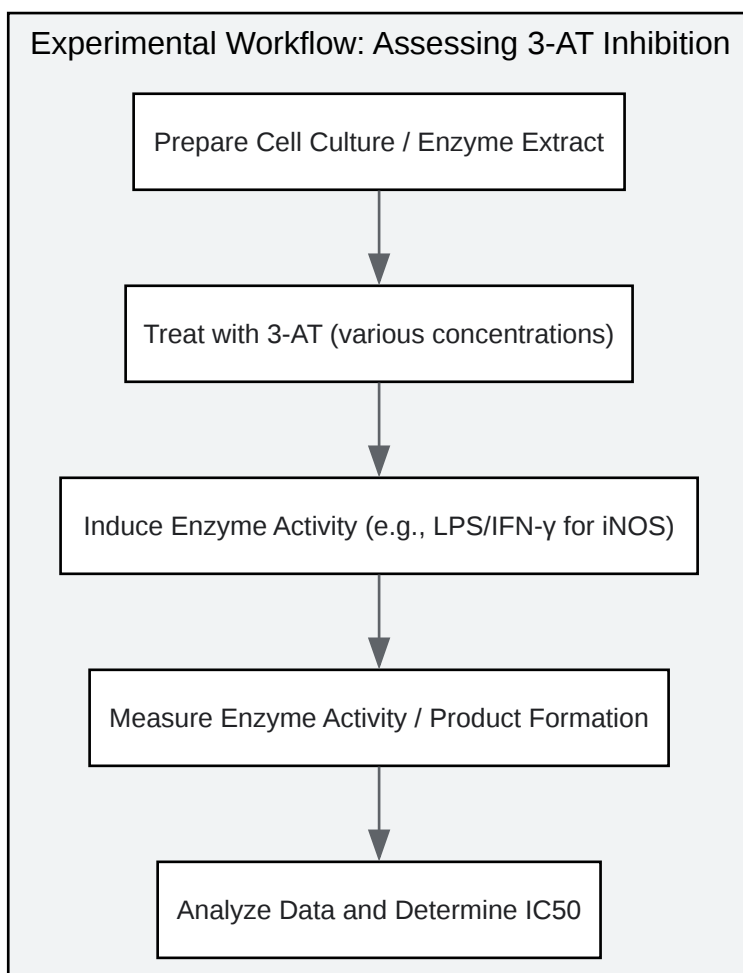 Experimental Workflow: Assessing 3-AT Inhibition
Prepare Cell Culture / Enzyme Extract
Treat with 3-AT (various concentrations)
Induce Enzyme Activity (e.g., LPS/IFN-γ for iNOS)
Measure Enzyme Activity / Product Formation
Analyze Data and Determine IC50